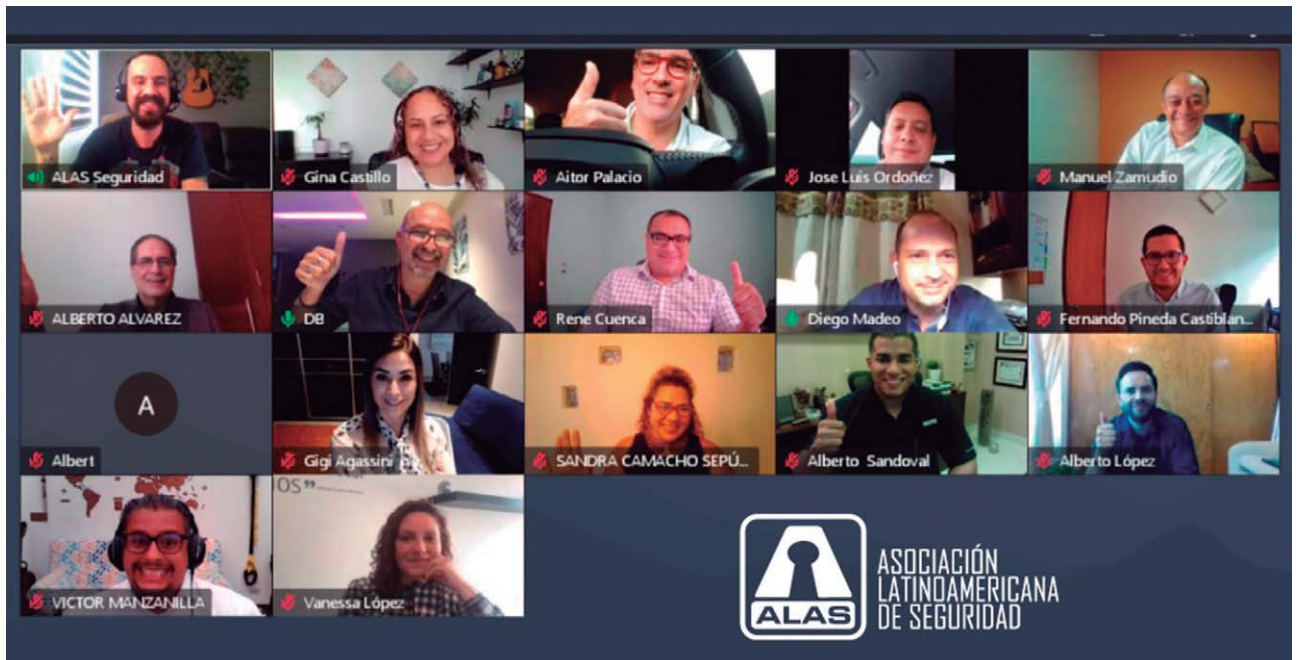 ALAS Seguridad
Gina Castillo
Aitor Palacio
Jose Luis Ordoñez
Manuel Zamudio
ALBERTO ALVAREZ
DB
Rene Cuenca
Diego Madeo
Fernando Pineda Castiblan...
A
Albert
Gigi Agassini
SANDRA CAMACHO SEPÚ...
Alberto Sandoval
Alberto López
OS"
VICTOR MANZANILLA
Vanessa López
ALAS
ASOCIACIÓN
LATINOAMERICANA
DE SEGURIDAD